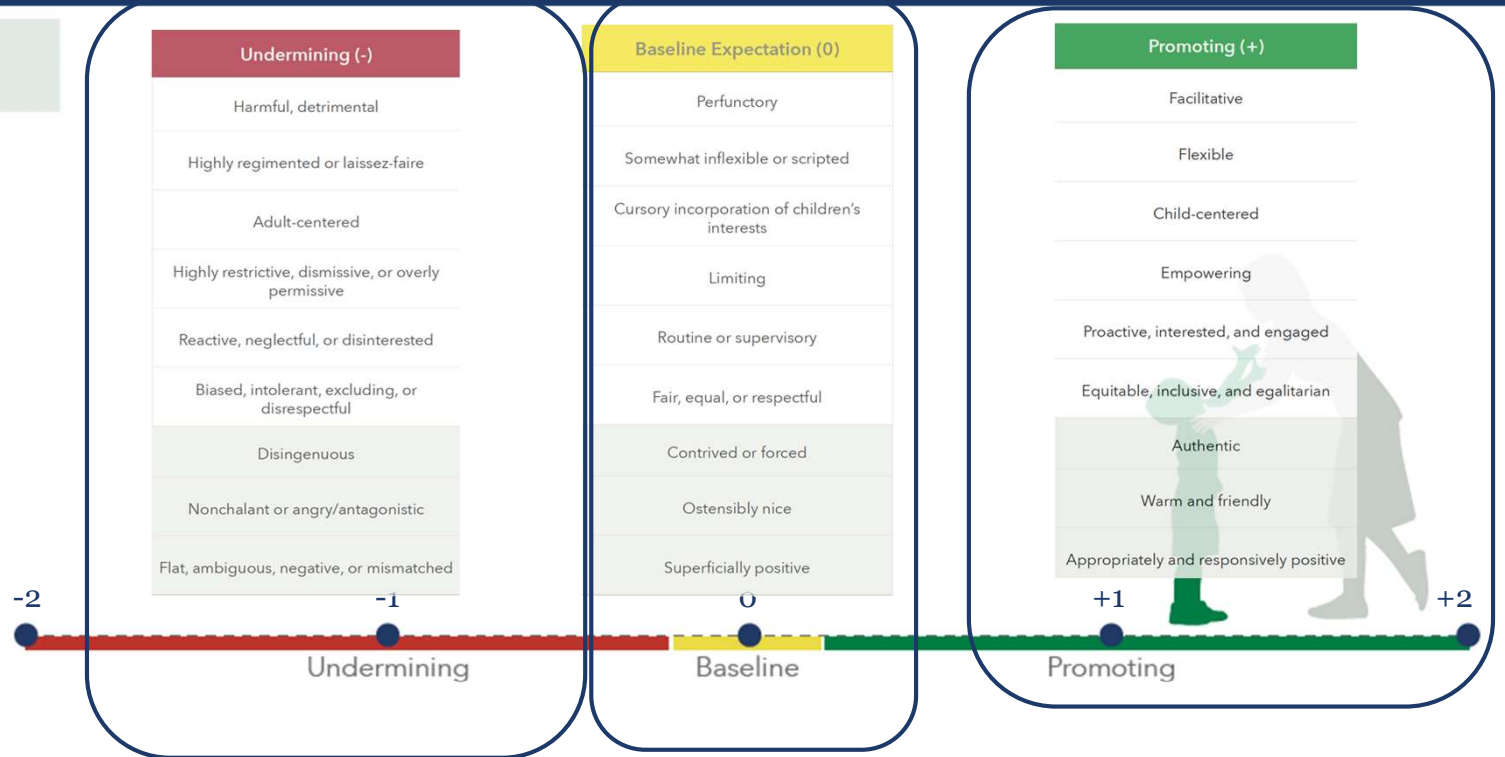 Undermining (-)
Harmful, detrimental
Highly regimented or laissez-faire
Adult-centered
Highly restrictive, dismissive, or overly
permissive
Reactive, neglectful, or disinterested
Biased, intolerant, excluding, or
disrespectful
Disingenuous
Nonchalant or angry/antagonistic
Flat, ambiguous, negative, or mismatched
Baseline Expectation (0)
Perfunctory
Somewhat inflexible or scripted
Cursory incorporation of children's
interests
Limiting
Routine or supervisory
Fair, equal, or respectful
Contrived or forced
Ostensibly nice
Superficially positive
Promoting (+)
Facilitative
Flexible
Child-centered
Empowering
Proactive, interested, and engaged
Equitable, inclusive, and egalitarian
Authentic
Warm and friendly
Appropriately and responsively positive
-2
-1
0
+1
+2
Undermining
Baseline
Promoting